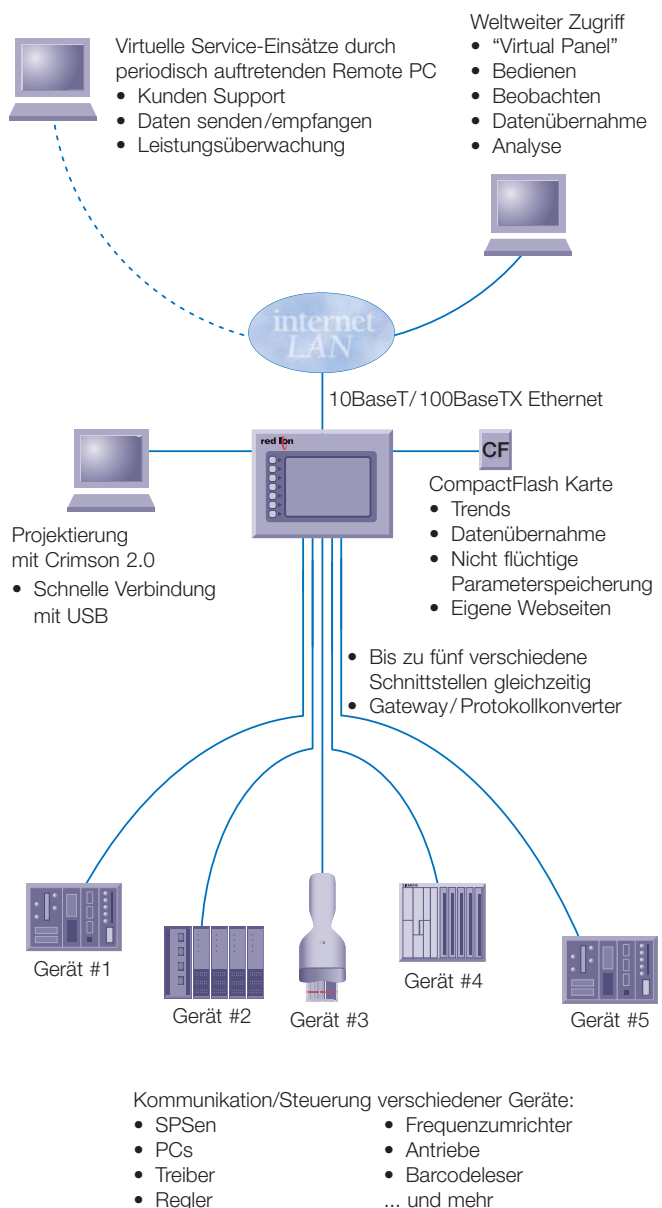 Virtuelle Service-Einsätze durch
periodisch auftretenden Remote PC
• Kunden Support
• Daten senden/empfangen
• Leistungsüberwachung
Weltweiter Zugriff
• “Virtual Panel”
• Bedienen
• Beobachten
• Datenübernahme
• Analyse
internet
LAN
10BaseT/100BaseTX Ethernet
red lion
CF
Projektierung
mit Crimson 2.0
• Schnelle Verbindung
mit USB
CompactFlash Karte
• Trends
• Datenübernahme
• Nicht flüchtige
Parameterspeicherung
• Eigene Webseiten
• Bis zu fünf verschiedene
Schnittstellen gleichzeitig
• Gateway/Protokollkonverter
SIEMENS
Gerät #1
Gerät #2
Gerät #3
Gerät #4
Gerät #5
Kommunikation/Steuerung verschiedener Geräte:
• SPSen
• PCs
• Treiber
• Regler
• Frequenzumrichter
• Antriebe
• Barcodeleser
... und mehr